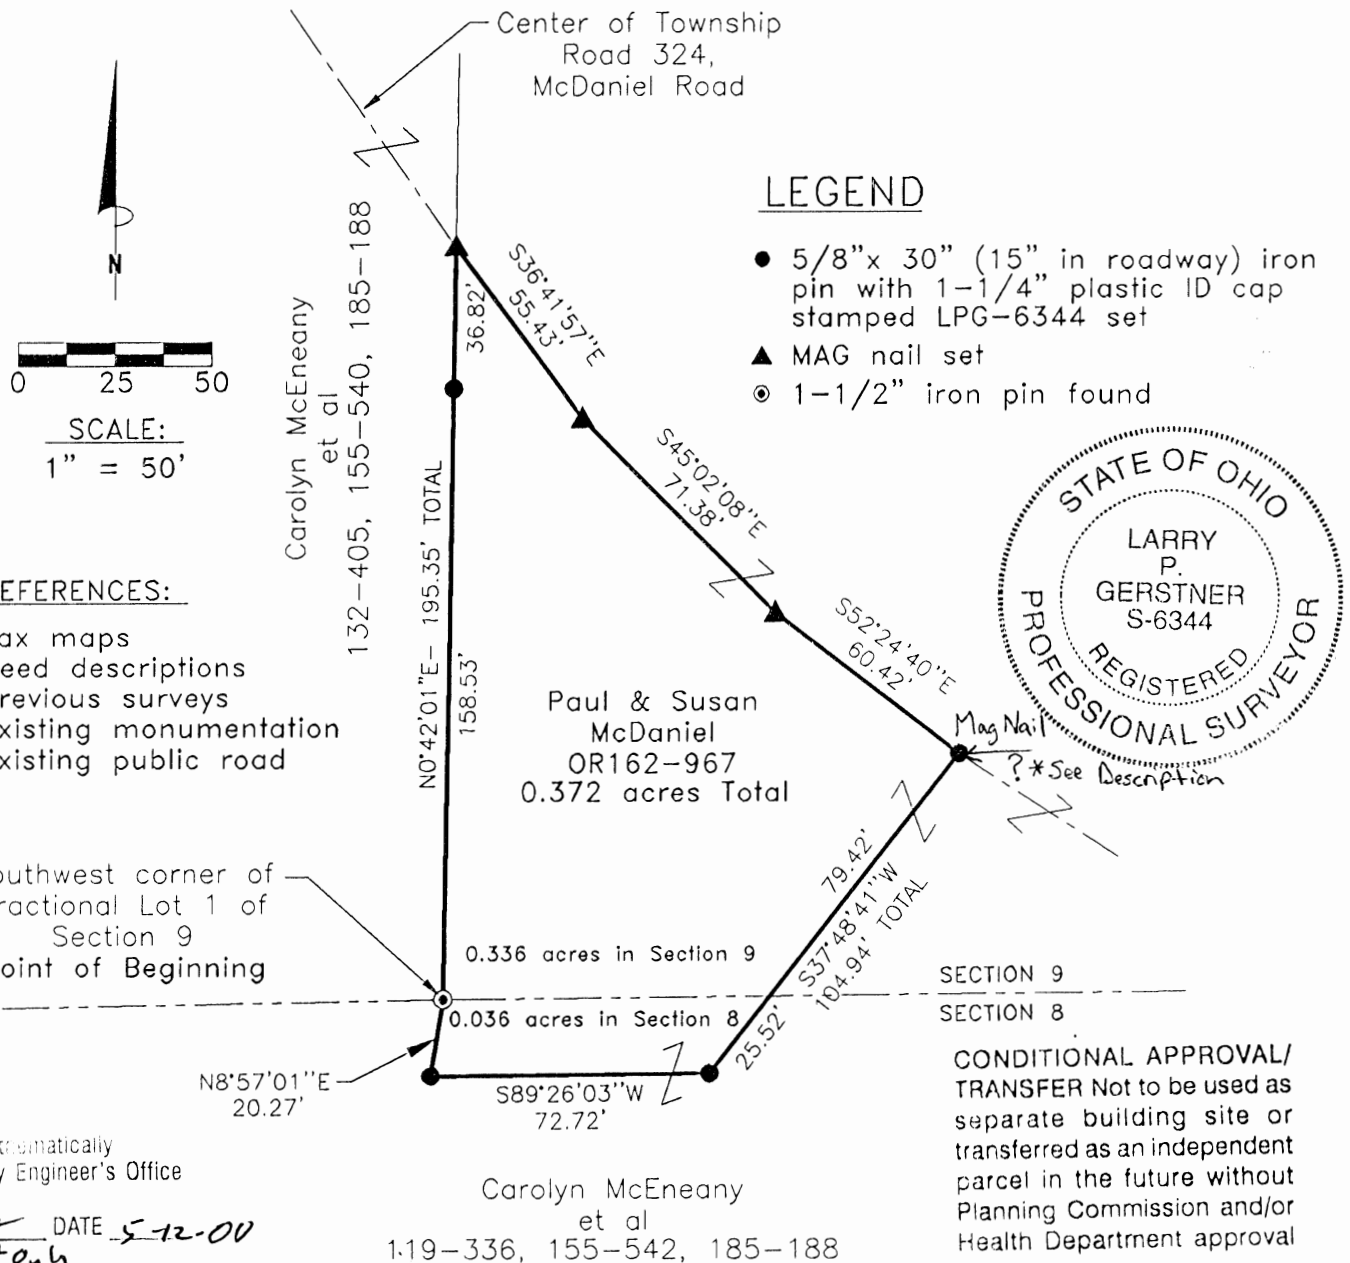 Center of Township
Road 324,
McDaniel Road
N
0 25 50
SCALE:
1" = 50'
Carolyn McEneany
et al
132-405, 155-540, 185-188
LEGEND
5/8"x 30" (15" in roadway) iron
pin with 1-1/4" plastic ID cap
stamped LPG-6344 set
MAG nail set
1-1/2" iron pin found
S36°41'57"E
55.43'
36.82'
S45°02'08"E
71.38'
S52°24'40"E
60.42'
N0°42'01"E- 195.35' TOTAL
158.53'
STATE OF OHIO
LARRY
P.
GERSTNER
S-6344
REGISTERED
PROFESSIONAL SURVEYOR
EFERENCES:
ax maps
eed descriptions
revious surveys
xisting monumentation
xisting public road
Paul & Susan
McDaniel
OR162-967
0.372 acres Total
Mag Nail
? *See Description
79.42'
S37°48'41"W
104.94' TOTAL
25.52'
outhwest corner of
ractional Lot 1 of
Section 9
oint of Beginning
0.336 acres in Section 9
0.036 acres in Section 8
SECTION 9
SECTION 8
N8°57'01"E
20.27'
S89°26'03"W
72.72'
CONDITIONAL APPROVAL/
TRANSFER Not to be used as
separate building site or
transferred as an independent
parcel in the future without
Planning Commission and/or
Health Department approval
ematically
y Engineer's Office
DATE 5-12-00
Carolyn McEneany
et al
119-336, 155-542, 185-188